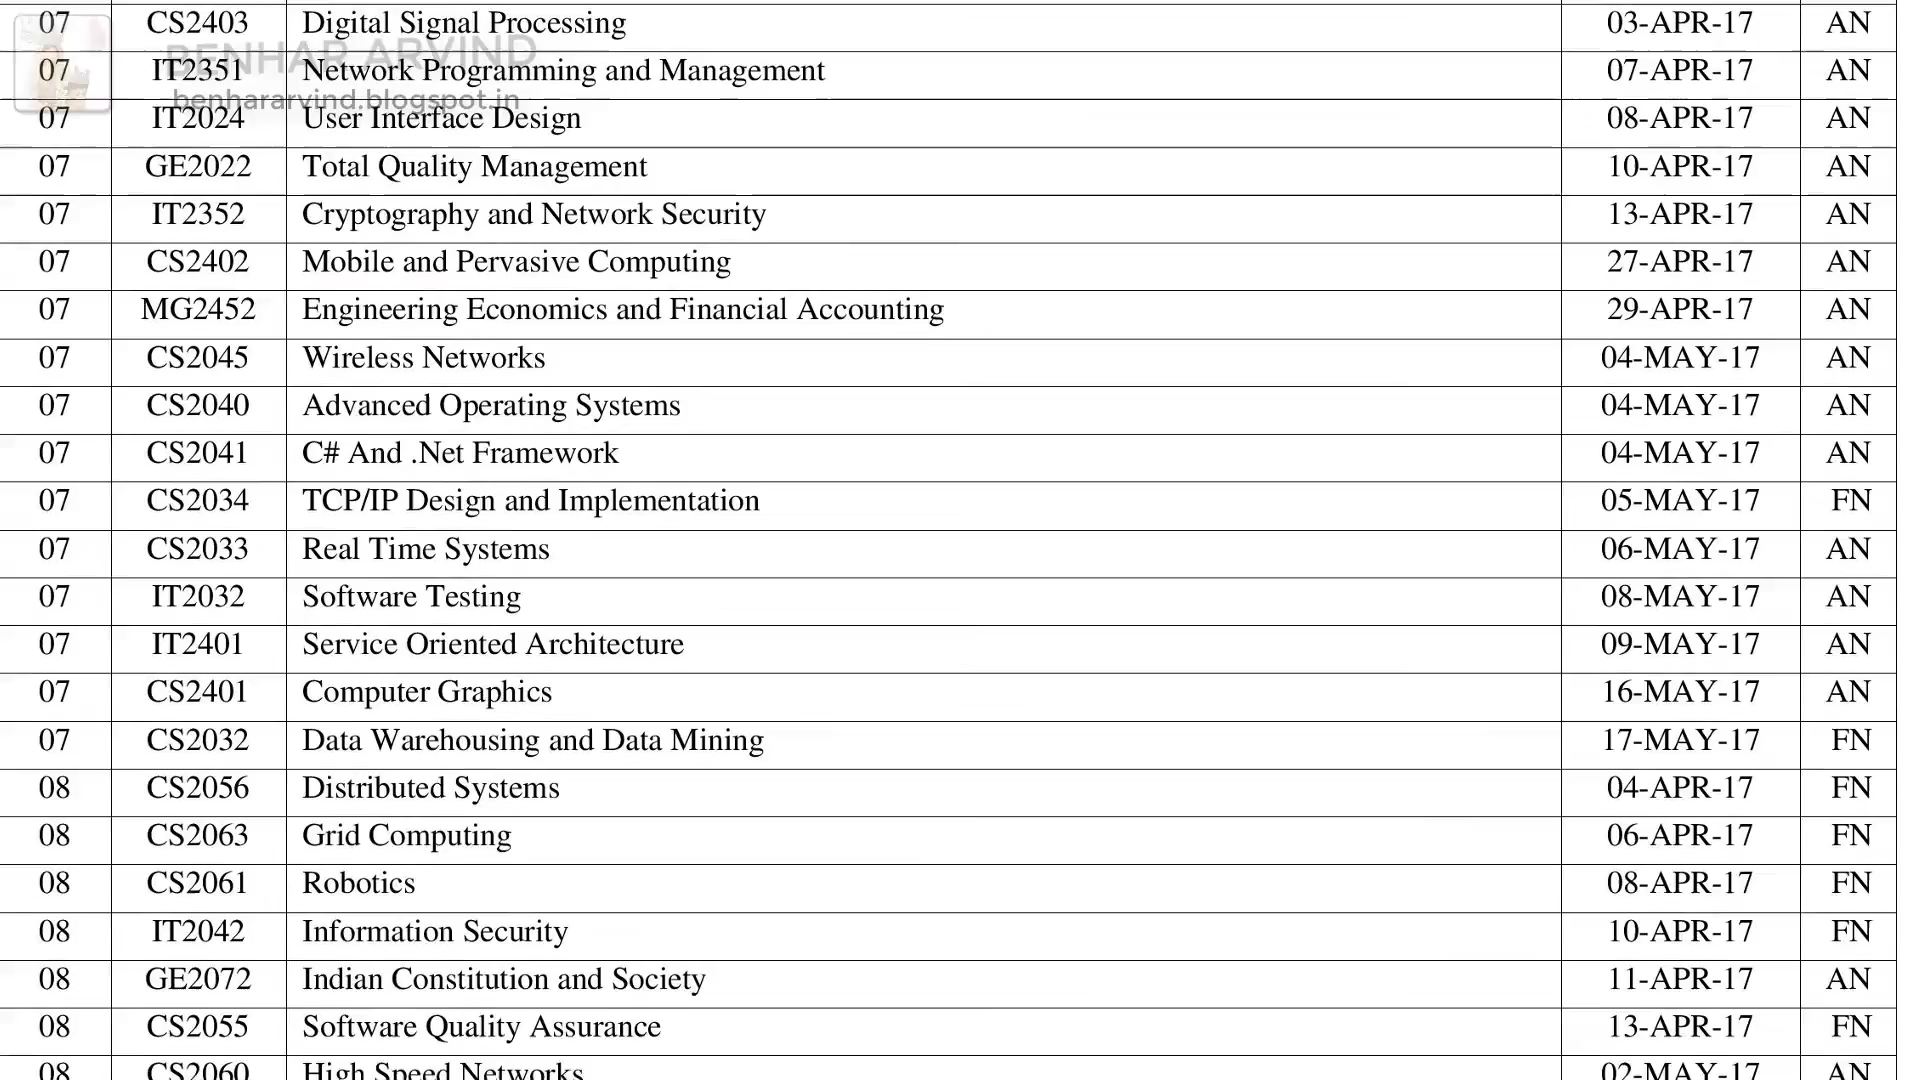 07 CS2403 Digital Signal Processing 03-APR-17 AN
BENHAR ARVIND
07 IT2351 Network Programming and Management 07-APR-17 AN
benhararvind.blogspot.in
07 IT2024 User Interface Design 08-APR-17 AN
07 GE2022 Total Quality Management 10-APR-17 AN
07 IT2352 Cryptography and Network Security 13-APR-17 AN
07 CS2402 Mobile and Pervasive Computing 27-APR-17 AN
07 MG2452 Engineering Economics and Financial Accounting 29-APR-17 AN
07 CS2045 Wireless Networks 04-MAY-17 AN
07 CS2040 Advanced Operating Systems 04-MAY-17 AN
07 CS2041 C# And .Net Framework 04-MAY-17 AN
07 CS2034 TCP/IP Design and Implementation 05-MAY-17 FN
07 CS2033 Real Time Systems 06-MAY-17 AN
07 IT2032 Software Testing 08-MAY-17 AN
07 IT2401 Service Oriented Architecture 09-MAY-17 AN
07 CS2401 Computer Graphics 16-MAY-17 AN
07 CS2032 Data Warehousing and Data Mining 17-MAY-17 FN
08 CS2056 Distributed Systems 04-APR-17 FN
08 CS2063 Grid Computing 06-APR-17 FN
08 CS2061 Robotics 08-APR-17 FN
08 IT2042 Information Security 10-APR-17 FN
08 GE2072 Indian Constitution and Society 11-APR-17 AN
08 CS2055 Software Quality Assurance 13-APR-17 FN
08 CS2060 High Speed Networks 02-MAY-17 AN